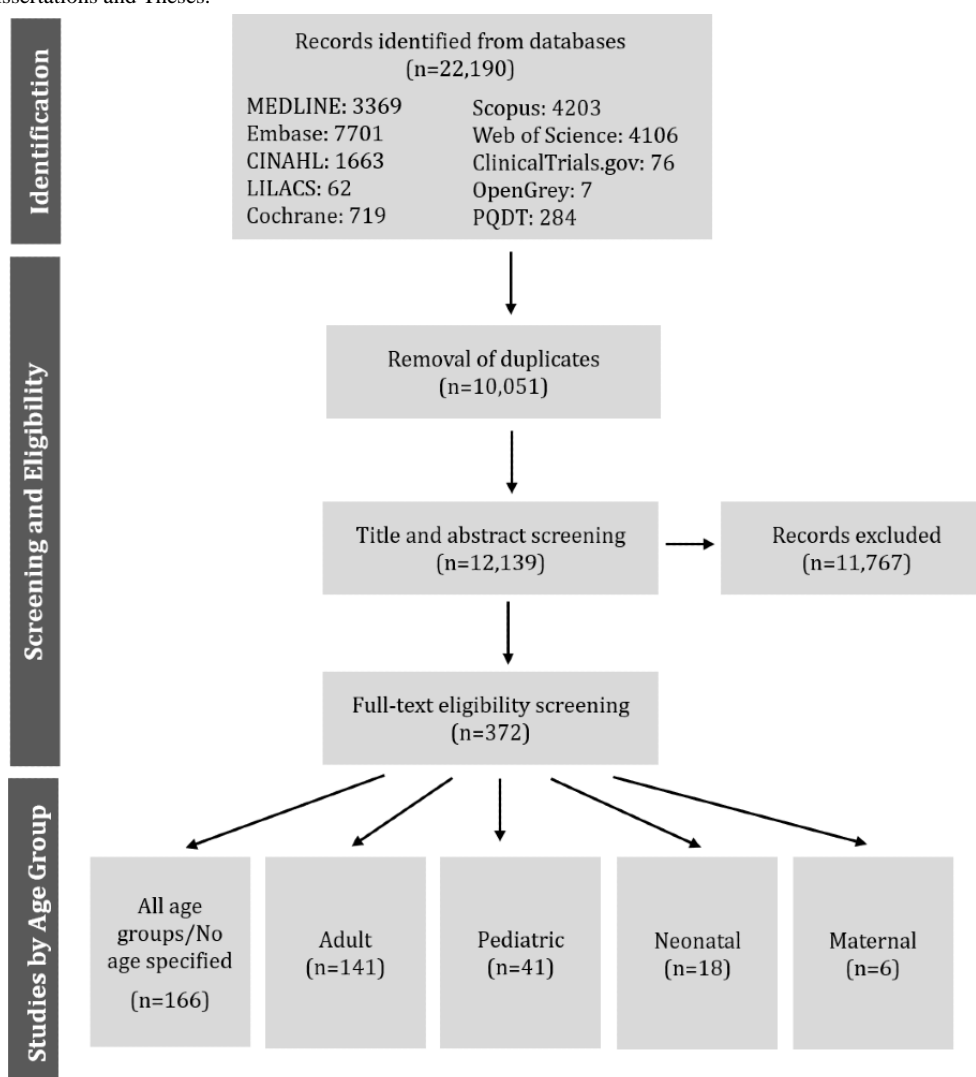 Dissertations and Theses.
Identification
Records identified from databases
(n=22,190)
MEDLINE: 3369
Embase: 7701
CINAHL: 1663
LILACS: 62
Cochrane: 719
Scopus: 4203
Web of Science: 4106
ClinicalTrials.gov: 76
OpenGrey: 7
PQDT: 284
Screening and Eligibility
Removal of duplicates
(n=10,051)
Title and abstract screening
(n=12,139)
Records excluded
(n=11,767)
Full-text eligibility screening
(n=372)
Studies by Age Group
All age
groups/No
age specified
(n=166)
Adult
(n=141)
Pediatric
(n=41)
Neonatal
(n=18)
Maternal
(n=6)